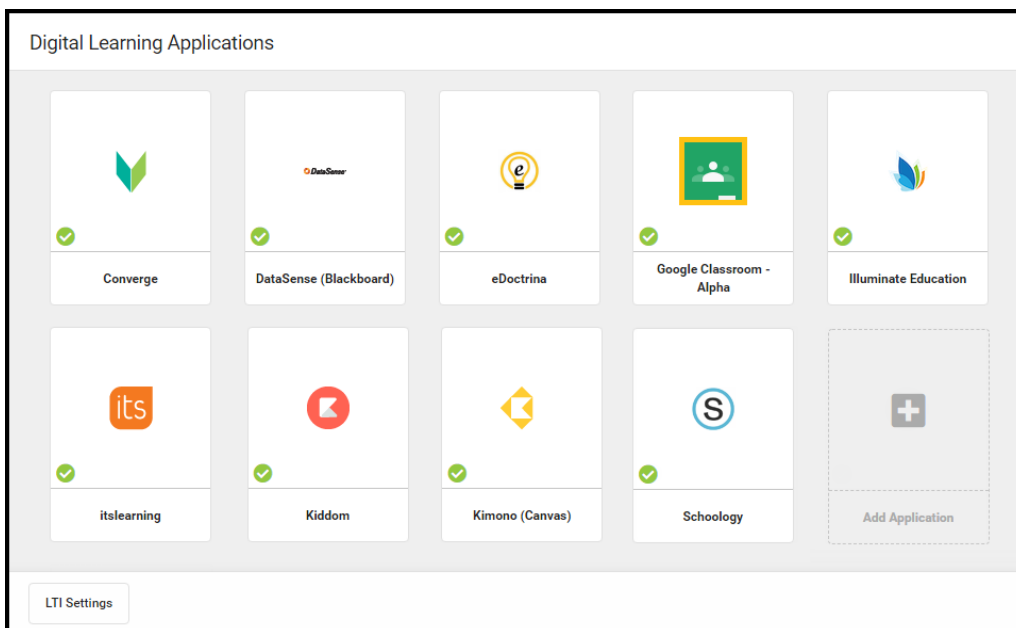 Digital Learning Applications
DataSense
e
Converge
DataSense (Blackboard)
eDoctrina
Google Classroom -
Alpha
Illuminate Education
its
K
S
itslearning
Kiddom
Kimono (Canvas)
Schoology
Add Application
LTI Settings